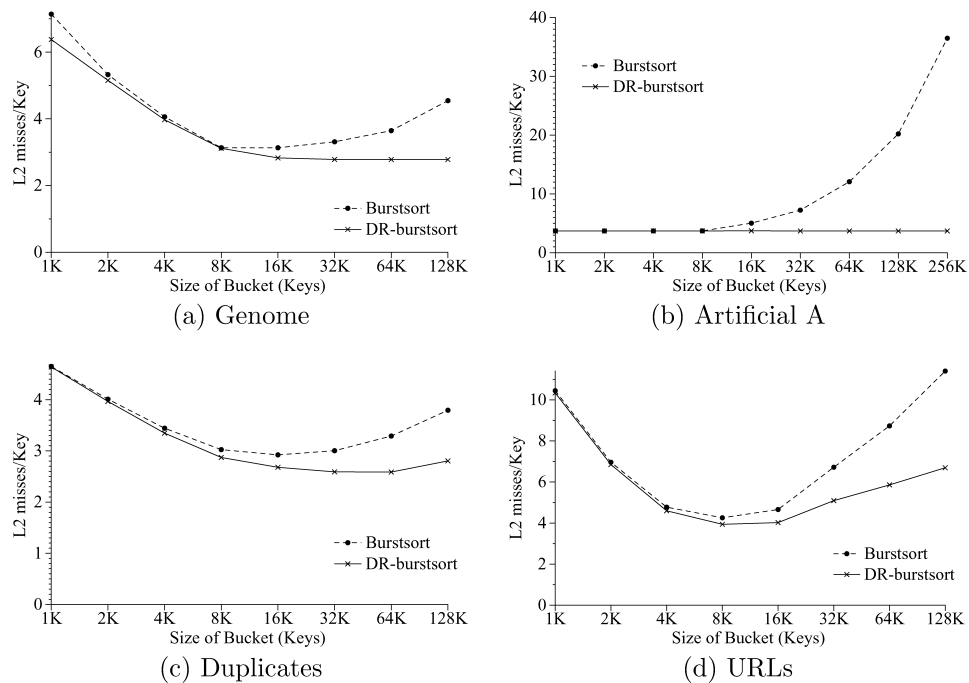 L2 misses/Key
6
4
2
0
Burstsort
DR-burstsort
1K 2K 4K 8K 16K 32K 64K 128K
Size of Bucket (Keys)
(a) Genome
L2 misses/Key
40
30
20
10
0
Burstsort
DR-burstsort
1K 2K 4K 8K 16K 32K 64K 128K 256K
Size of Bucket (Keys)
(b) Artificial A
L2 misses/Key
4
3
2
1
0
Burstsort
DR-burstsort
1K 2K 4K 8K 16K 32K 64K 128K
Size of Bucket (Keys)
(c) Duplicates
L2 misses/Key
10
8
6
4
2
0
Burstsort
DR-burstsort
1K 2K 4K 8K 16K 32K 64K 128K
Size of Bucket (Keys)
(d) URLs